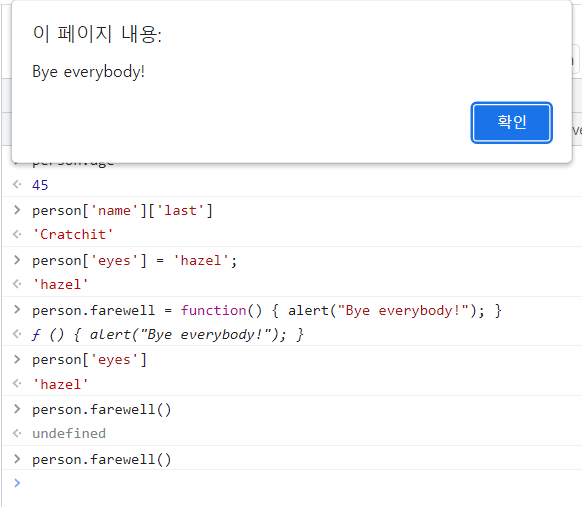 이 페이지 내용:
Bye everybody!
확인
person.age
45
person['name']['last']
'Cratchit'
person['eyes'] = 'hazel';
'hazel'
person.farewell = function() { alert("Bye everybody!"); }
ƒ () { alert("Bye everybody!"); }
person['eyes']
'hazel'
person.farewell()
undefined
person.farewell()